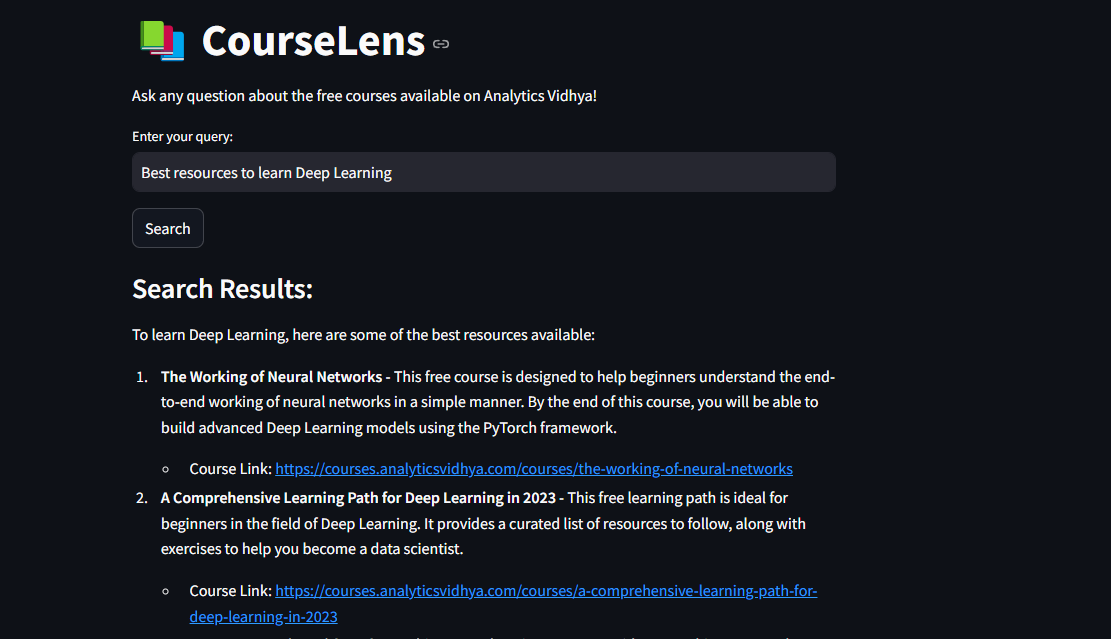 CourseLens
Ask any question about the free courses available on Analytics Vidhya!
Enter your query:
Best resources to learn Deep Learning
Search
Search Results:
To learn Deep Learning, here are some of the best resources available:
1. The Working of Neural Networks - This free course is designed to help beginners understand the end-
to-end working of neural networks in a simple manner. By the end of this course, you will be able to
build advanced Deep Learning models using the PyTorch framework.
Course Link: https://courses.analyticsvidhya.com/courses/the-working-of-neural-networks
2. A Comprehensive Learning Path for Deep Learning in 2023 - This free learning path is ideal for
beginners in the field of Deep Learning. It provides a curated list of resources to follow, along with
exercises to help you become a data scientist.
Course Link: https://courses.analyticsvidhya.com/courses/a-comprehensive-learning-path-for-
deep-learning-in-2023